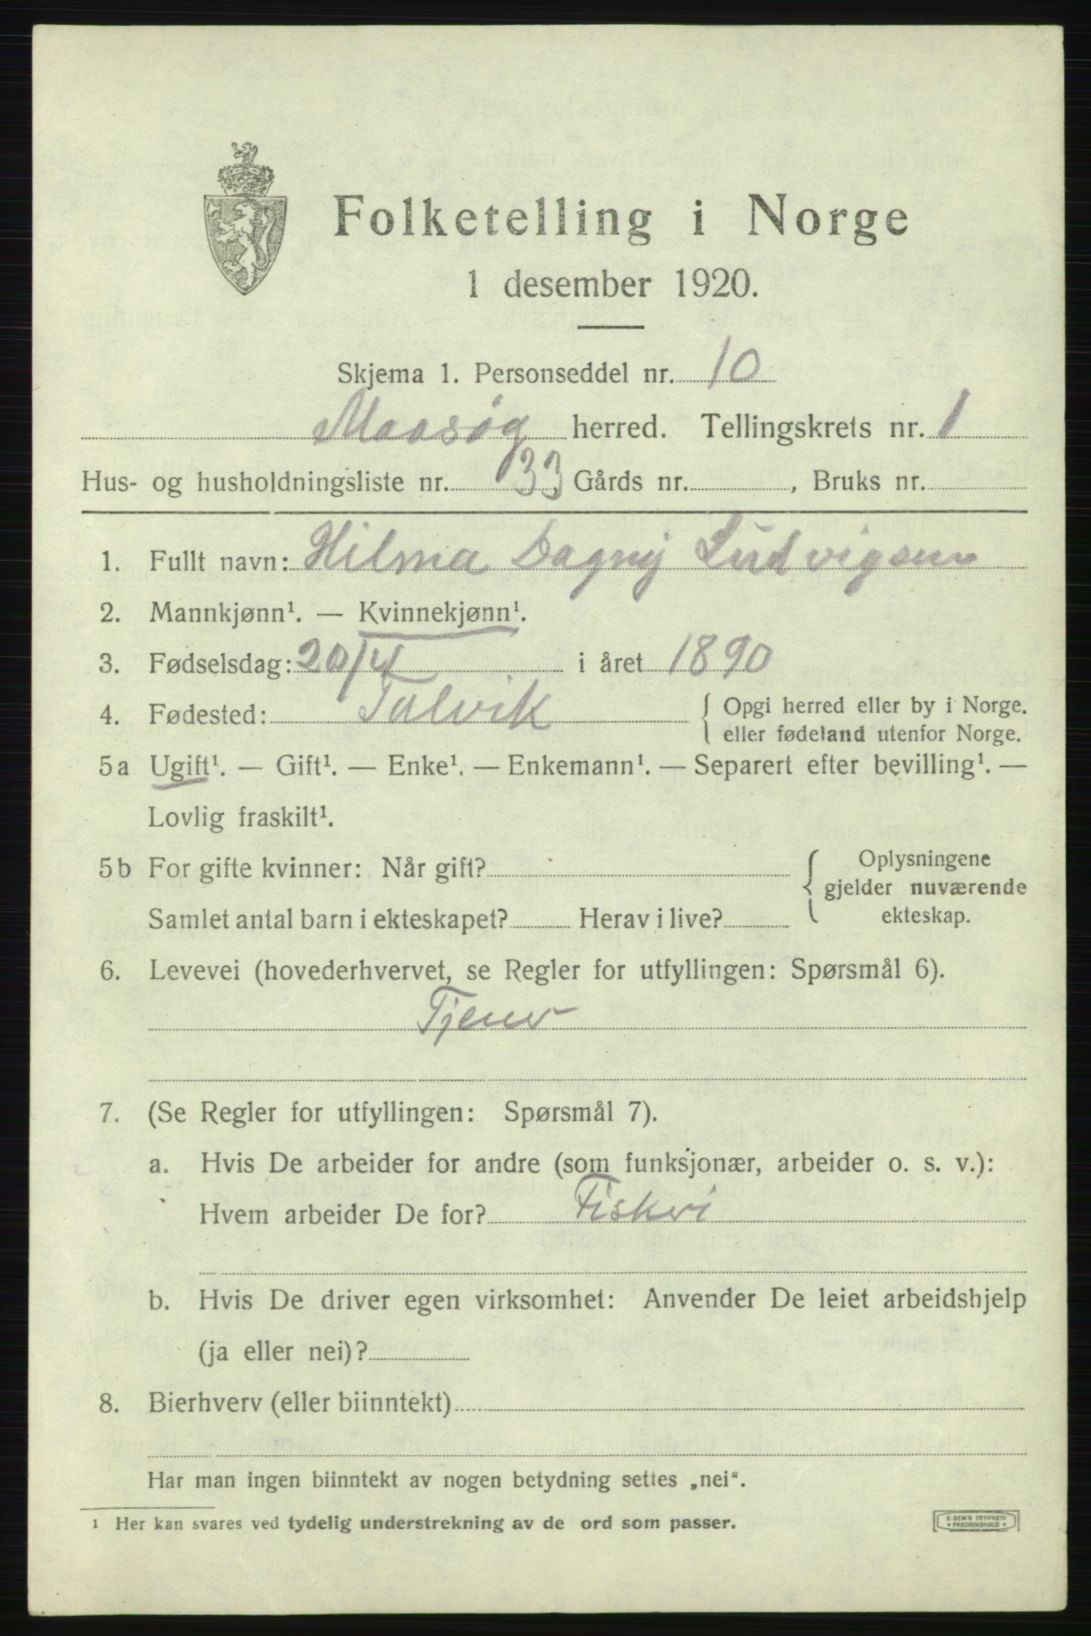 Folketelling i Norge
1 desember 1920.
Skjema 1. Personseddel nr. 10
Maasøy herred. Tellingskrets nr. 1
Hus- og husholdningsliste nr. 33, Gårds nr. , Bruks nr.
1. Fullt navn: Hilma Dagny Ludvigsen
2. Mannkjønn¹. — Kvinnekjønn¹.
3. Fødselsdag: 20/4 i året 1890
4. Fødested: Talvik { Opgi herred eller by i Norge.
eller fødeland utenfor Norge.
5a Ugift¹. — Gift¹. — Enke¹. — Enkemann¹. — Separert efter bevilling¹. —
Lovlig fraskilt¹.
5b For gifte kvinner: Når gift? { Oplysningene
gjelder nuværende
Samlet antal barn i ekteskapet? Herav i live? ekteskap.
6. Levevei (hovederhvervet, se Regler for utfyllingen: Spørsmål 6).
Tjener
7. (Se Regler for utfyllingen: Spørsmål 7).
a. Hvis De arbeider for andre (som funksjonær, arbeider o. s. v.):
Hvem arbeider De for? Fiskeri
b. Hvis De driver egen virksomhet: Anvender De leiet arbeidshjelp
(ja eller nei)?
8. Bierhverv (eller biinntekt)
Har man ingen biinntekt av nogen betydning settes „nei“.
¹ Her kan svares ved tydelig understrekning av de ord som passer.